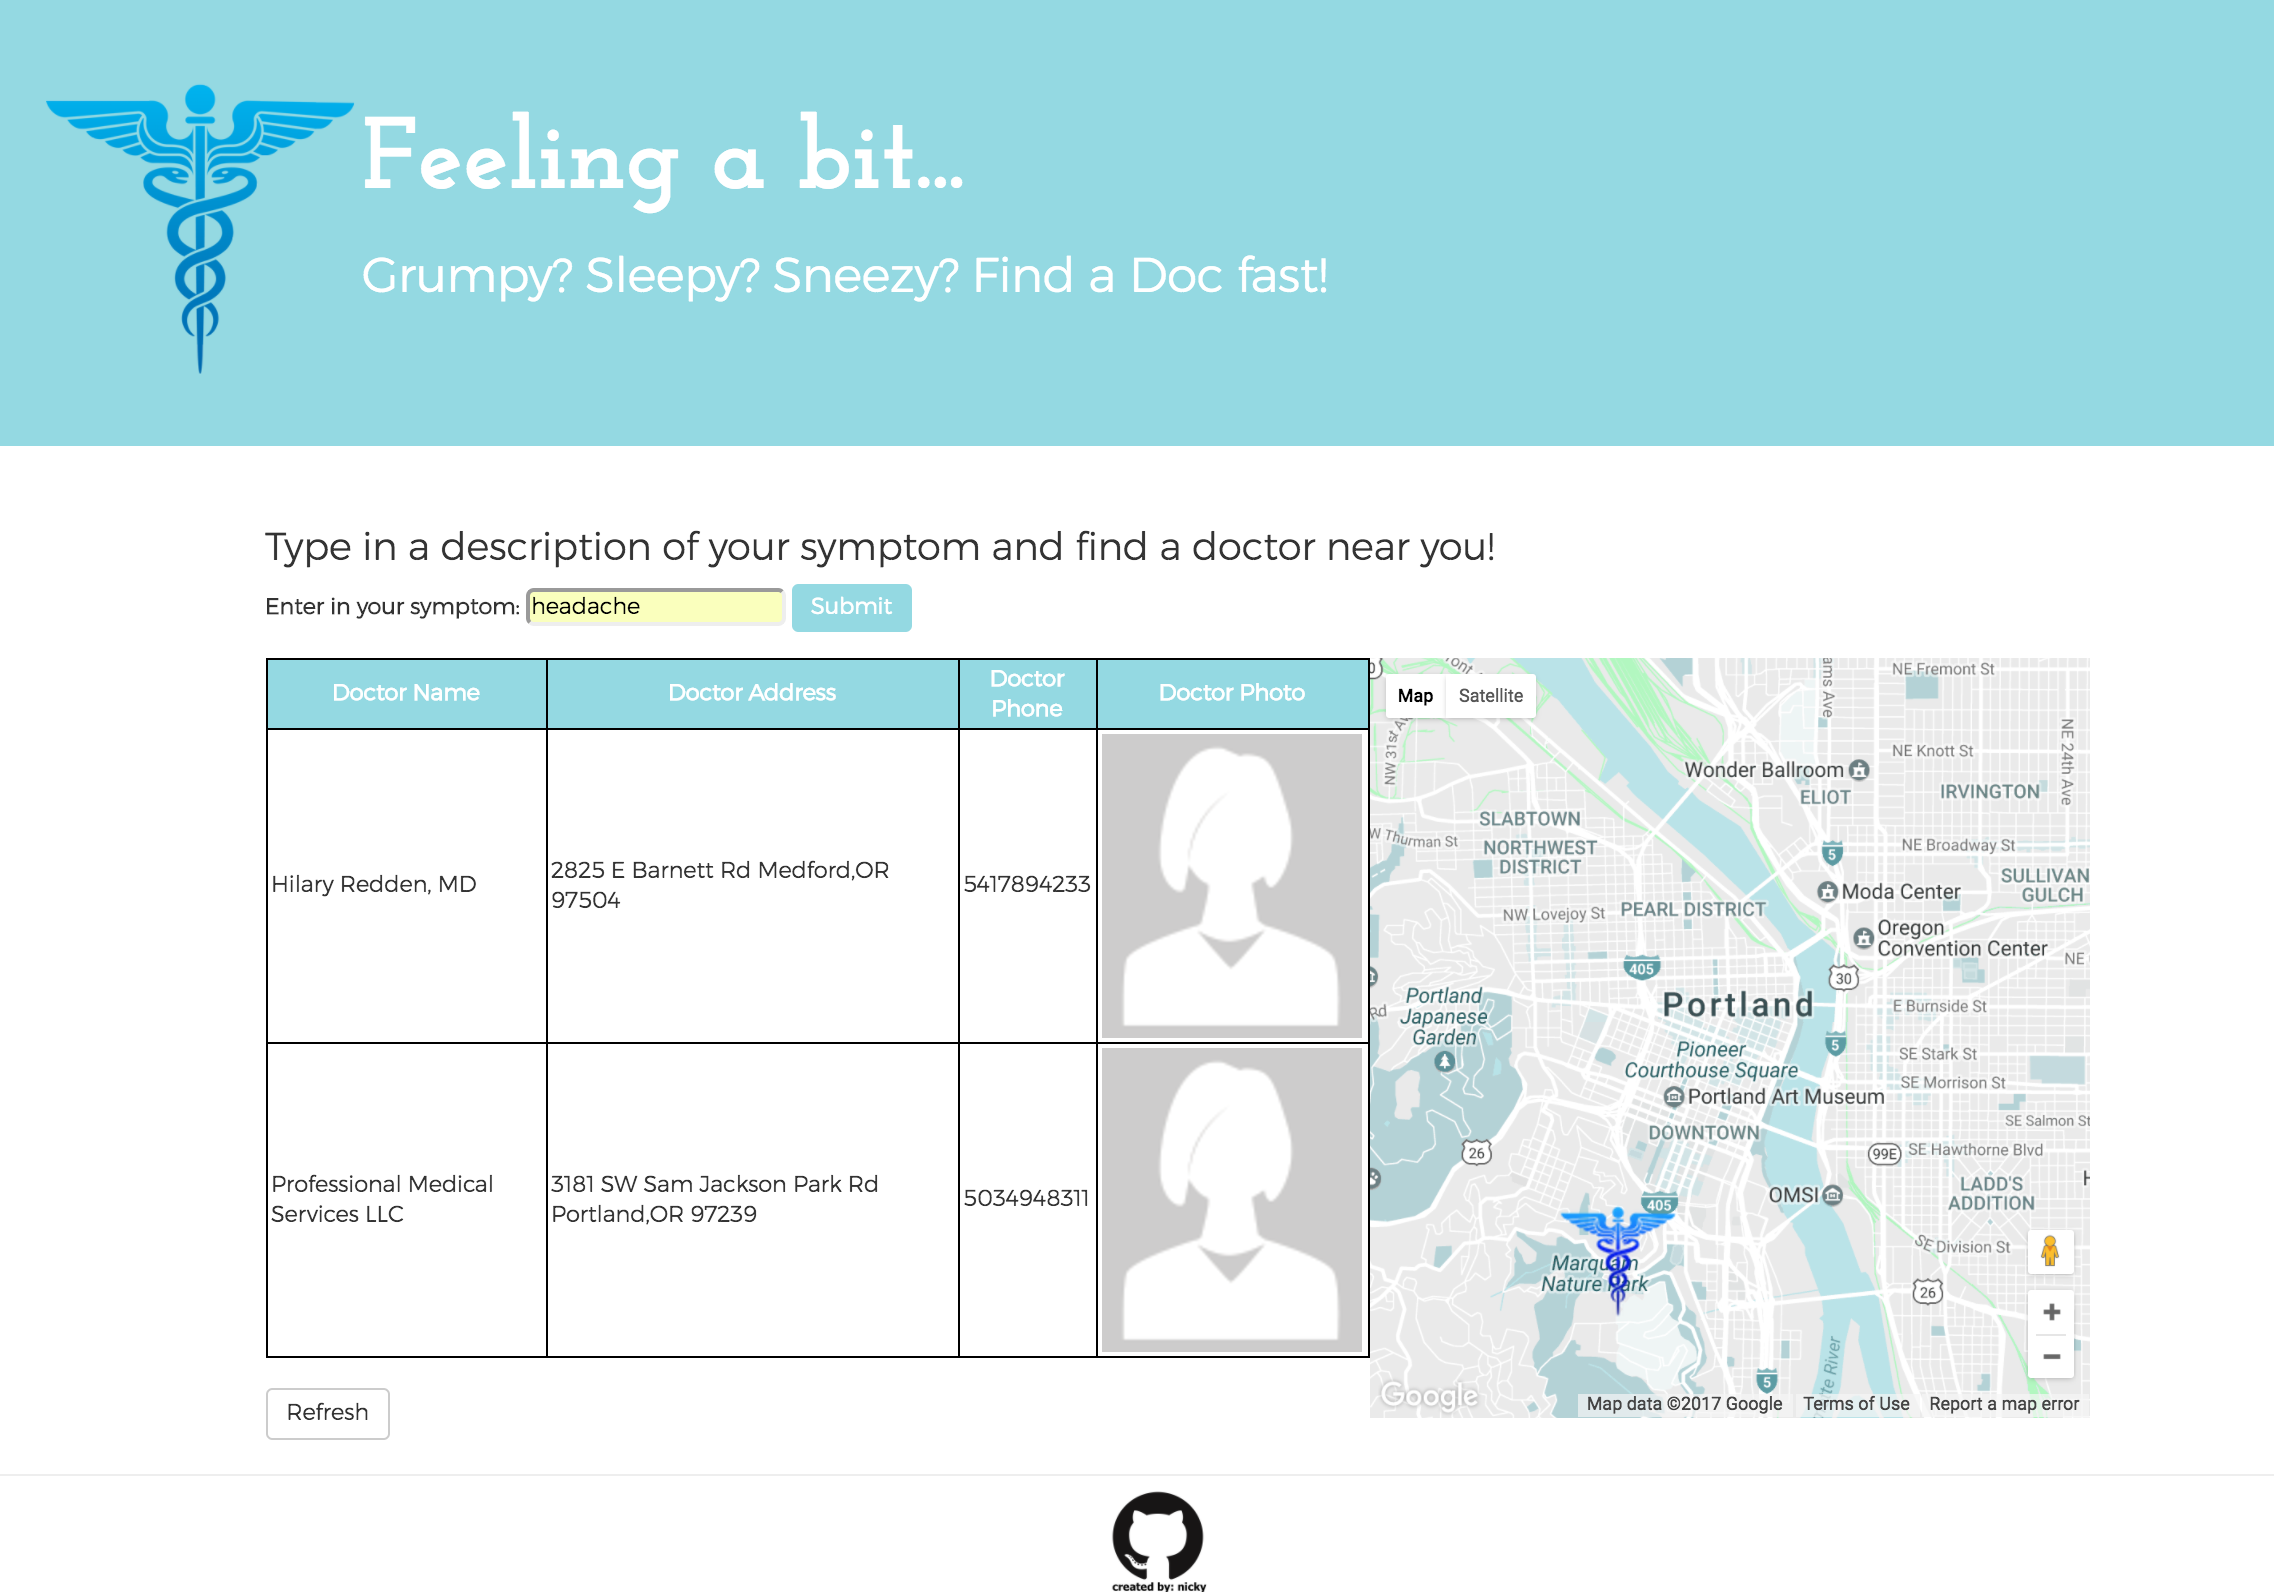 Feeling a bit...
Grumpy? Sleepy? Sneezy? Find a Doc fast!
Type in a description of your symptom and find a doctor near you!
Enter in your symptom: headache Submit
Doctor Name
Doctor Address
Doctor
Phone
Doctor Photo
Hilary Redden, MD
2825 E Barnett Rd Medford,OR
97504
5417894233
Professional Medical
Services LLC
3181 SW Sam Jackson Park Rd
Portland,OR 97239
5034948311
Refresh
Map
Satellite
NE Fremont St
NW 31st
NE Knott St
NE 24th Ave
Wonder Ballroom
ELIOT
IRVINGTON
SLABTOWN
Thurman St
NORTHWEST
DISTRICT
NE Broadway St
5
SULLIVAN
GULCH
Moda Center
NW Lovejoy St
PEARL DISTRICT
Oregon
Convention Center
NE
405
30
Portland
Japanese
Garden
Rd
Portland
E Burnside St
5
Pioneer
Courthouse Square
SE Stark St
SE Morrison St
Portland Art Museum
SE Salmon St
DOWNTOWN
26
99E
SE Hawthorne Blvd
OMSI
LADD'S
ADDITION
405
SE Division St
Marquam
Nature Park
26
5
Google
Map data ©2017 Google
Terms of Use
Report a map error
created by: nicky